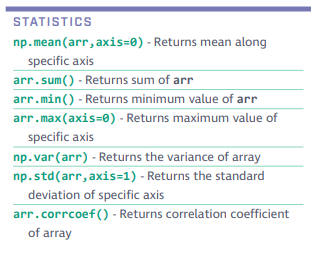 STATISTICS
np.mean(arr,axis=0) - Returns mean along
specific axis
arr.sum() - Returns sum of arr
arr.min() - Returns minimum value of arr
arr.max(axis=0) - Returns maximum value of
specific axis
np.var(arr) - Returns the variance of array
np.std(arr,axis=1) - Returns the standard
deviation of specific axis
arr.corrcoef() - Returns correlation coefficient
of array